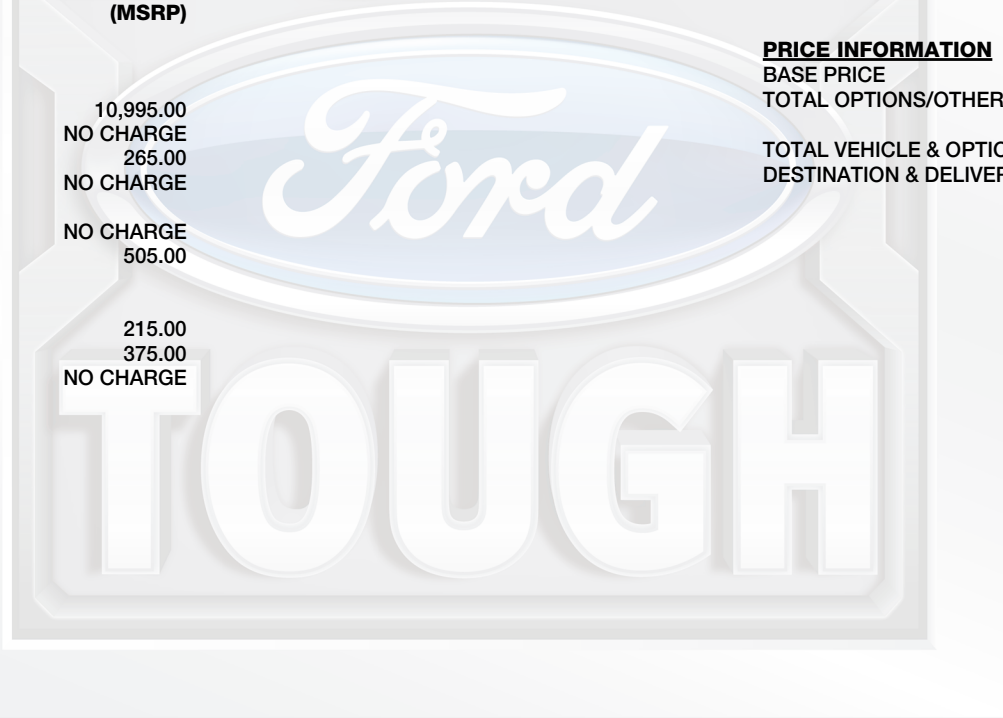 (MSRP)
10,995.00
NO CHARGE
265.00
NO CHARGE
NO CHARGE
505.00
215.00
375.00
NO CHARGE
PRICE INFORMATION
BASE PRICE
TOTAL OPTIONS/OTHER
TOTAL VEHICLE & OPTIO
DESTINATION & DELIVER
Ford
TOUGH